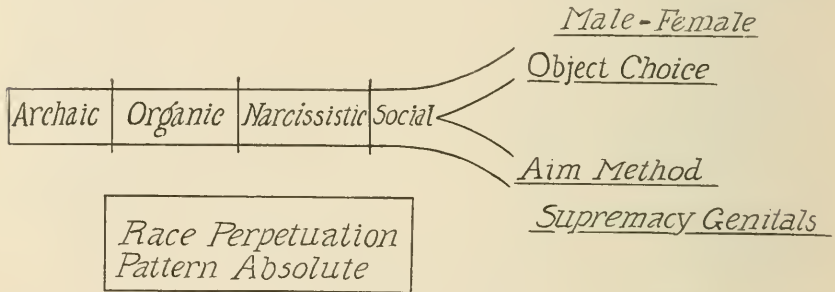 Male-Female
Object Choice
Archaic Organic Narcissistic Social
Aim Method
Supremacy Genitals
Race Perpetuation
Pattern Absolute